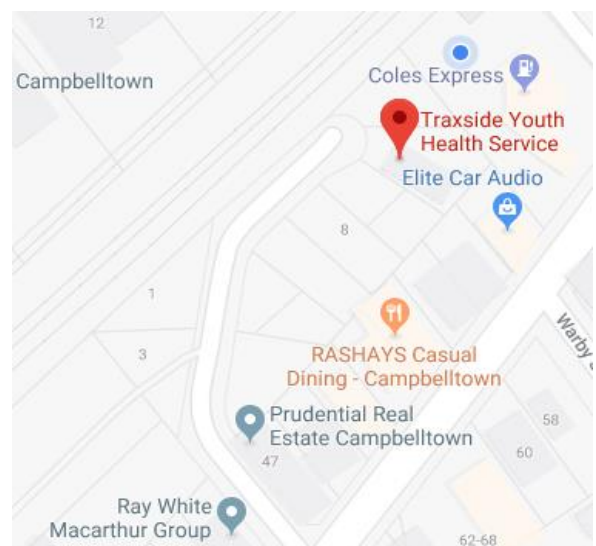 12
Campbelltown
Coles Express
Traxside Youth
Health Service
Elite Car Audio
8
1
3
RASHAYS Casual
Dining - Campbelltown
Warby
Prudential Real
Estate Campbelltown
47
58
60
Ray White
Macarthur Group
62-68